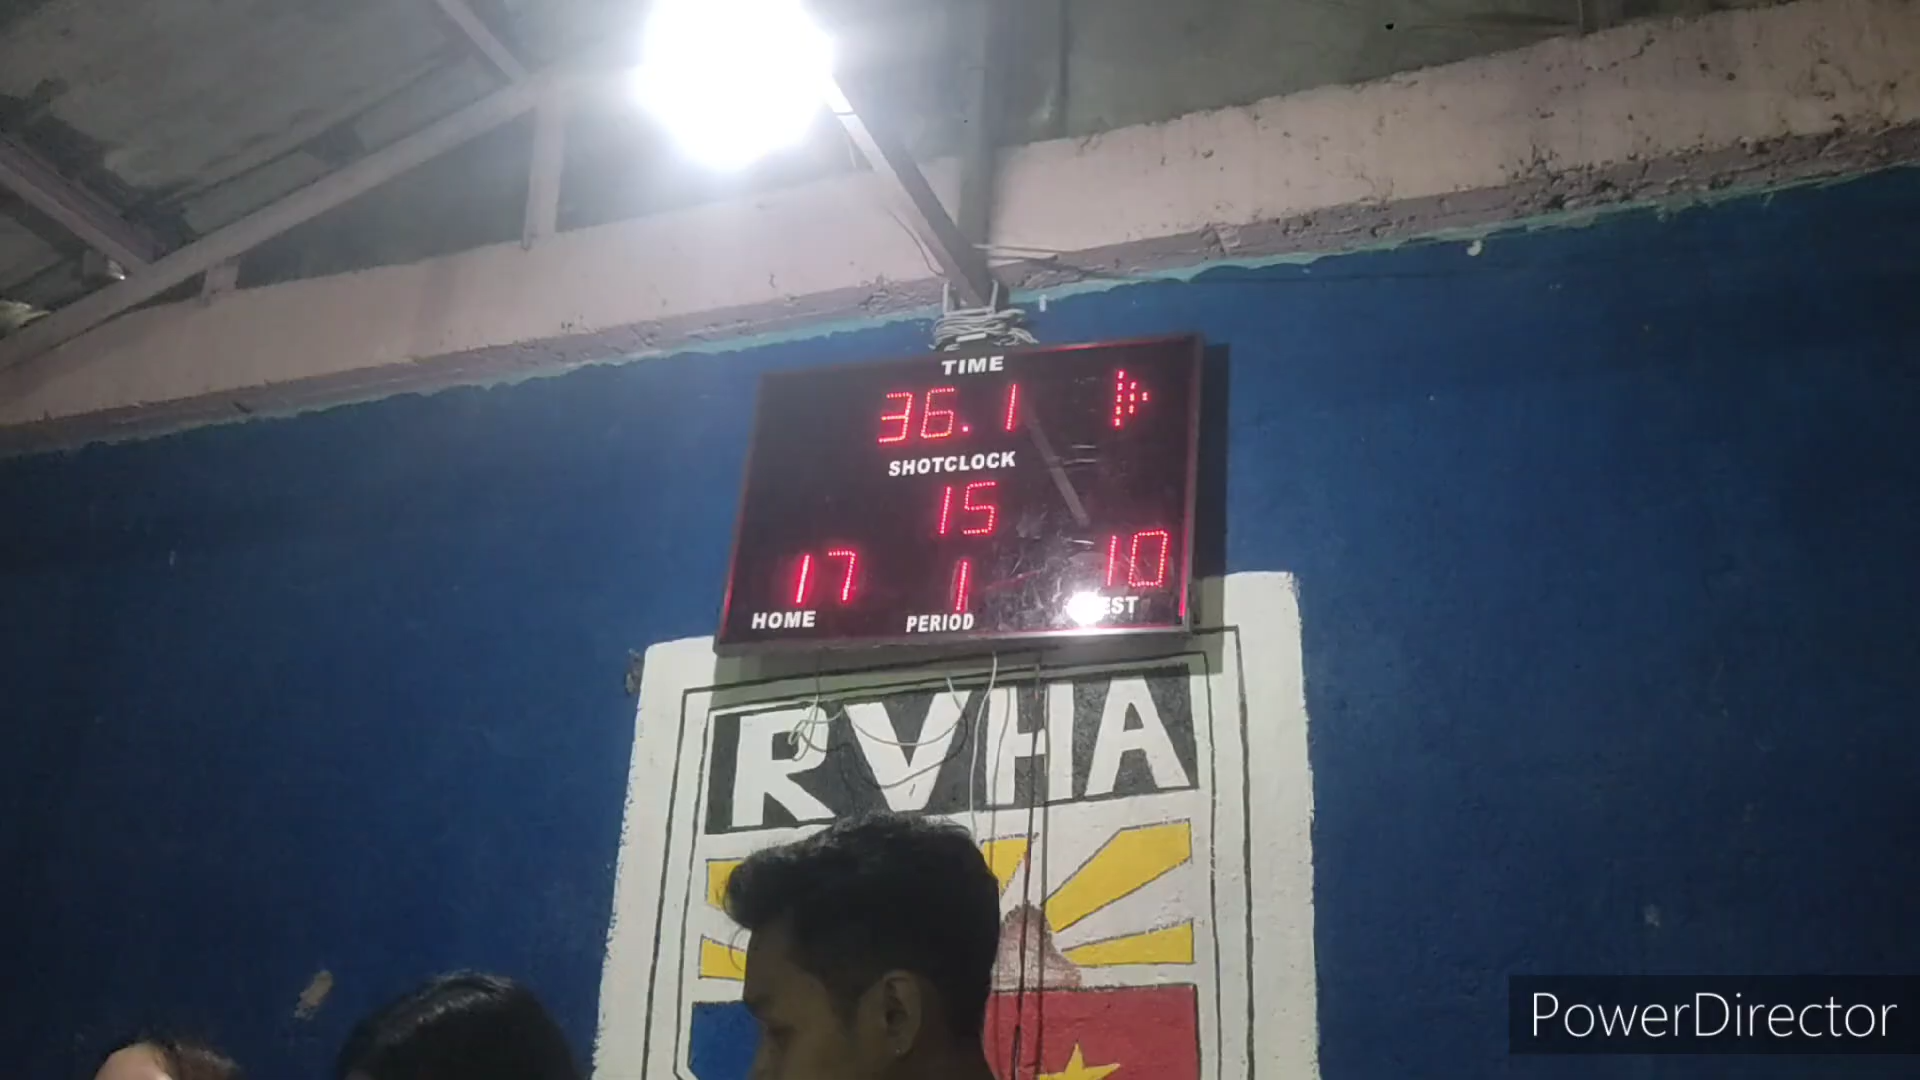 TIME
36.1
SHOTCLOCK
15
17 1 10
HOME PERIOD
RVHA
PowerDirector